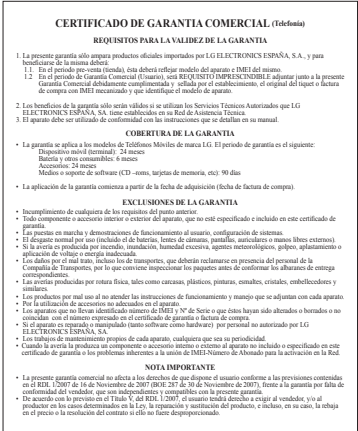 CERTIFICADO DE GARANTIA COMERCIAL (Telefonía)
REQUISITOS PARA LA VALIDEZ DE LA GARANTIA
1. La presente garantía sólo ampara productos oficiales importados por LG ELECTRONICS ESPAÑA, S.A., y para
beneficiarse de la misma deberá:
1.1. En el periodo pre-venta (tienda), ésta deberá reflejar modelo del aparato e IMEI del mismo.
1.2 En el periodo de Garantía Comercial (Usuario), será REQUISITO IMPRESCINDIBLE adjuntar junto a la presente
Garantía Comercial debidamente cumplimentada y sellada por el establecimiento, el original del tiquet o factura
de compra con IMEI mecanizado y que identifique el modelo de aparato.
2. Los beneficios de la garantía sólo serán válidos si se utilizan los Servicios Técnicos Autorizados que LG
ELECTRONICS ESPAÑA, SA. tiene establecidos en su Red de Asistencia Técnica.
3. El aparato debe ser utilizado de conformidad con las instrucciones que se detallan en su manual.
COBERTURA DE LA GARANTIA
• La garantía se aplica a los modelos de Teléfonos Móviles de marca LG. El periodo de garantía es el siguiente:
Dispositivo móvil (terminal): 24 meses
Batería y otros consumibles: 6 meses
Accesorios: 24 meses
Medios o soporte de software (CD –roms, tarjetas de memoria, etc): 90 días
• La aplicación de la garantía comienza a partir de la fecha de adquisición (fecha de factura de compra).
EXCLUSIONES DE LA GARANTIA
• Incumplimiento de cualquiera de los requisitos del punto anterior.
• Todo componente o accesorio interior o exterior del aparato, que no esté especificado e incluido en este certificado de
garantía.
• Las puestas en marcha y demostraciones de funcionamiento al usuario, configuración de sistemas.
• El desgaste normal por uso (incluido el de baterías, lentes de cámaras, pantallas, auriculares o manos libres externos).
• Si la avería es producida por incendio, inundación, humedad excesiva, agentes meteorológicos, golpeo, aplastamiento o
aplicación de voltaje o energía inadecuada.
• Los daños por el mal trato, incluso los de transportes, que deberán reclamarse en presencia del personal de la
Compañía de Transportes, por lo que conviene inspeccionar los paquetes antes de conformar los albaranes de entrega
correspondientes.
• Las averías producidas por rotura física, tales como carcasas, plásticos, pinturas, esmaltes, cristales, embellecedores y
similares.
• Los productos por mal uso al no atender las instrucciones de funcionamiento y manejo que se adjuntan con cada aparato.
• Por la utilización de accesorios no adecuados en el aparato.
• Los aparatos que no llevan identificado número de IMEI y Nº de Serie o que éstos hayan sido alterados o borrados o no
coincidan con el número expresado en el certificado de garantía o factura de compra.
• Si el aparato es reparado o manipulado (tanto software como hardware) por personal no autorizado por LG
ELECTRONICS ESPAÑA, SA.
• Los trabajos de mantenimiento propios de cada aparato, cualquiera que sea su periodicidad.
• Cuando la avería la produzca un componente o accesorio interno o externo al aparato no incluido o especificado en este
certificado de garantía o los problemas inherentes a la unión de IMEI-Número de Abonado para la activación en la Red.
NOTA IMPORTANTE
• La presente garantía comercial no afecta a los derechos de que dispone el usuario conforme a las previsiones contenidas
en el RDL 1/2007 de 16 de Noviembre de 2007 (BOE 287 de 30 de Noviembre de 2007), frente a la garantía por falta de
conformidad del vendedor, que son independientes y compatibles con la presente garantía.
• De acuerdo con lo previsto en el Título V, del RDL 1/2007, el usuario tendrá derecho a exigir al vendedor, y/o al
productor en los casos determinados en la Ley, la reparación y sustitución del producto, e incluso, en su caso, la rebaja
en el precio o la resolución del contrato si ello no fuere desproporcionado.